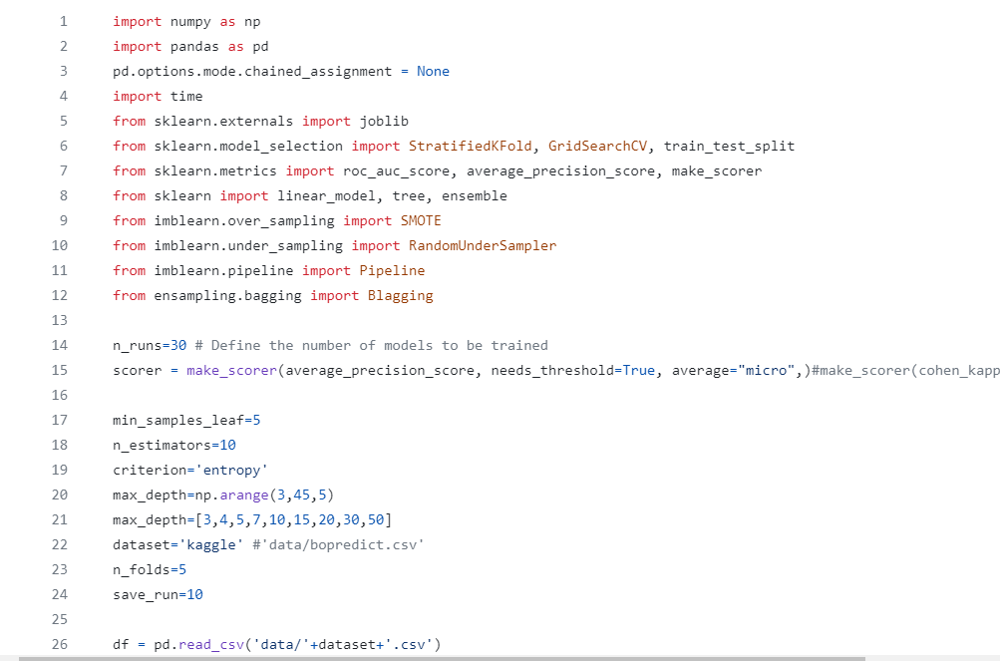 1 import numpy as np
2 import pandas as pd
3 pd.options.mode.chained_assignment = None
4 import time
5 from sklearn.externals import joblib
6 from sklearn.model_selection import StratifiedKFold, GridSearchCV, train_test_split
7 from sklearn.metrics import roc_auc_score, average_precision_score, make_scorer
8 from sklearn import linear_model, tree, ensemble
9 from imblearn.over_sampling import SMOTE
10 from imblearn.under_sampling import RandomUnderSampler
11 from imblearn.pipeline import Pipeline
12 from ensampling.bagging import Blagging
13
14 n_runs=30 # Define the number of models to be trained
15 scorer = make_scorer(average_precision_score, needs_threshold=True, average="micro",)#make_scorer(cohen_kapp
16
17 min_samples_leaf=5
18 n_estimators=10
19 criterion='entropy'
20 max_depth=np.arange(3,45,5)
21 max_depth=[3,4,5,7,10,15,20,30,50]
22 dataset='kaggle' #'data/bopredict.csv'
23 n_folds=5
24 save_run=10
25
26 df = pd.read_csv('data/'+dataset+'.csv')